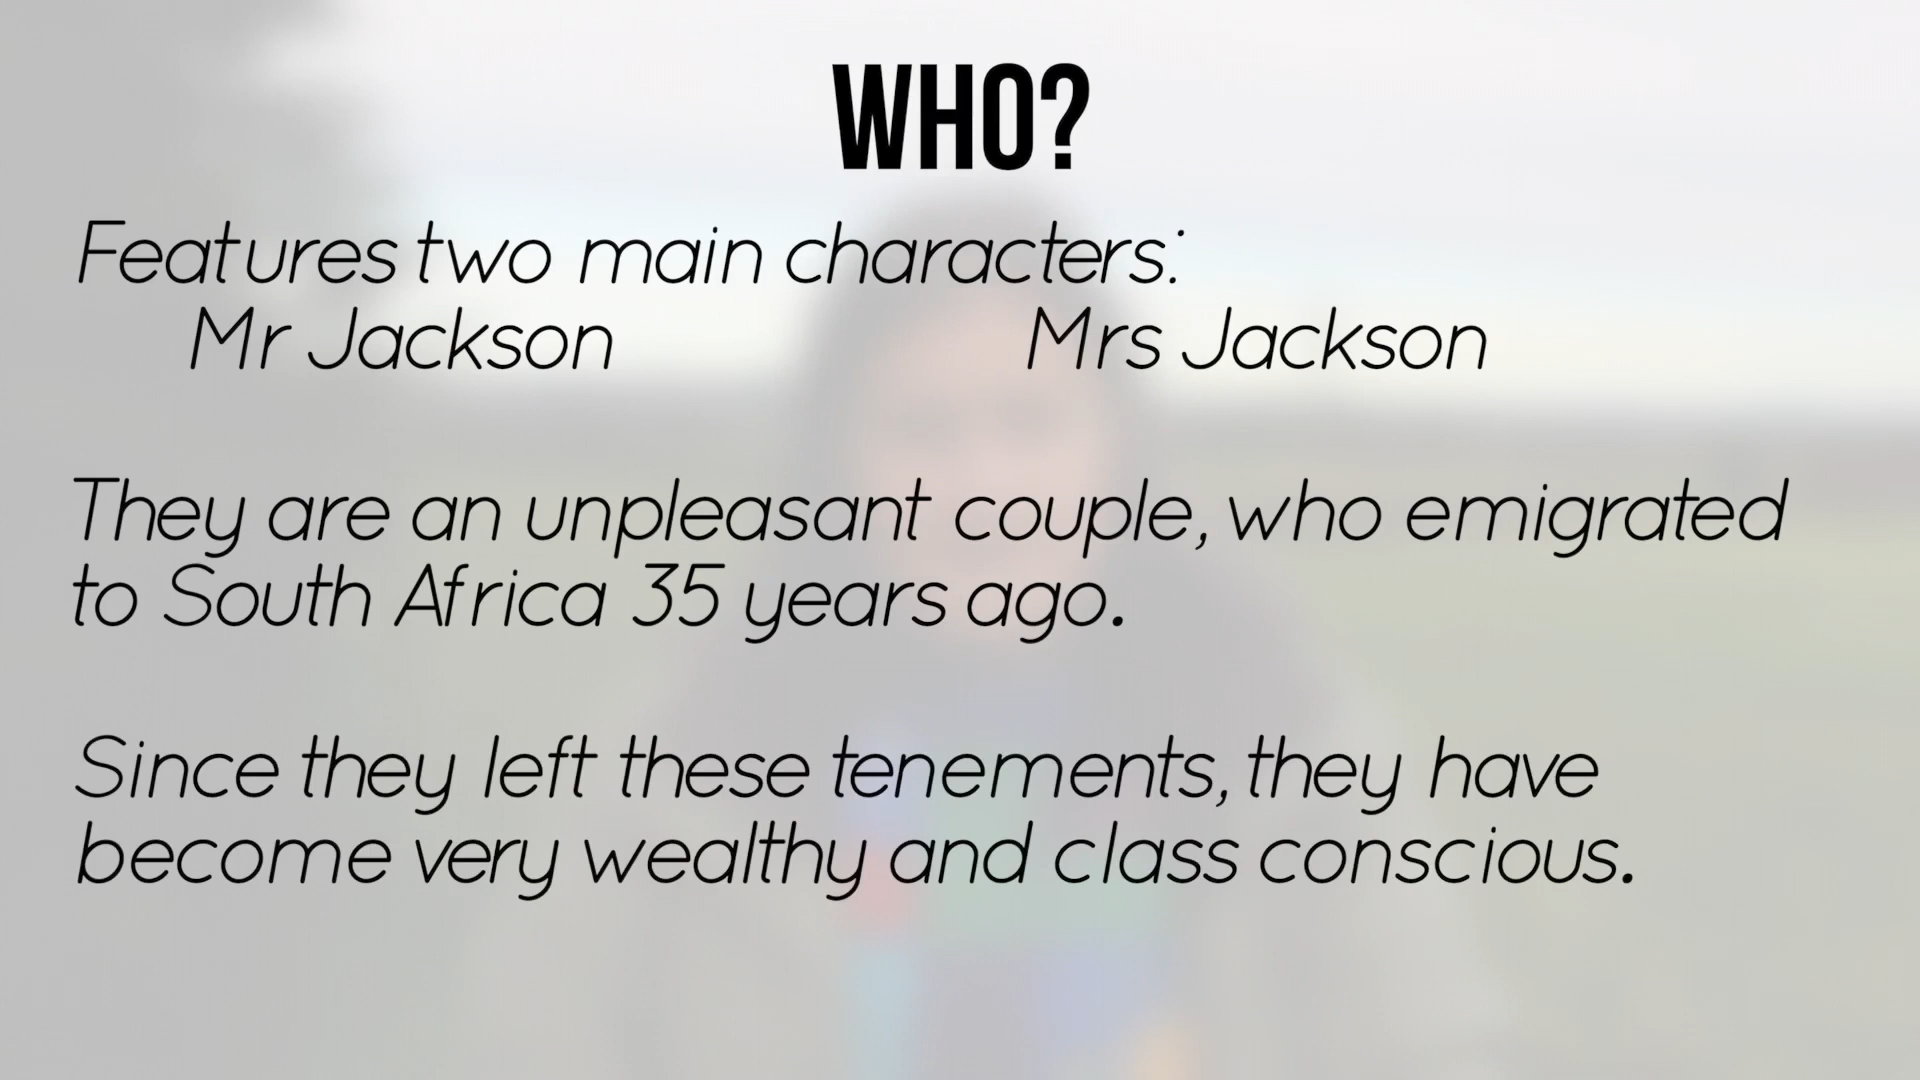 WHO?
Features two main characters:
Mr Jackson Mrs Jackson
They are an unpleasant couple, who emigrated
to South Africa 35 years ago.
Since they left these tenements, they have
become very wealthy and class conscious.